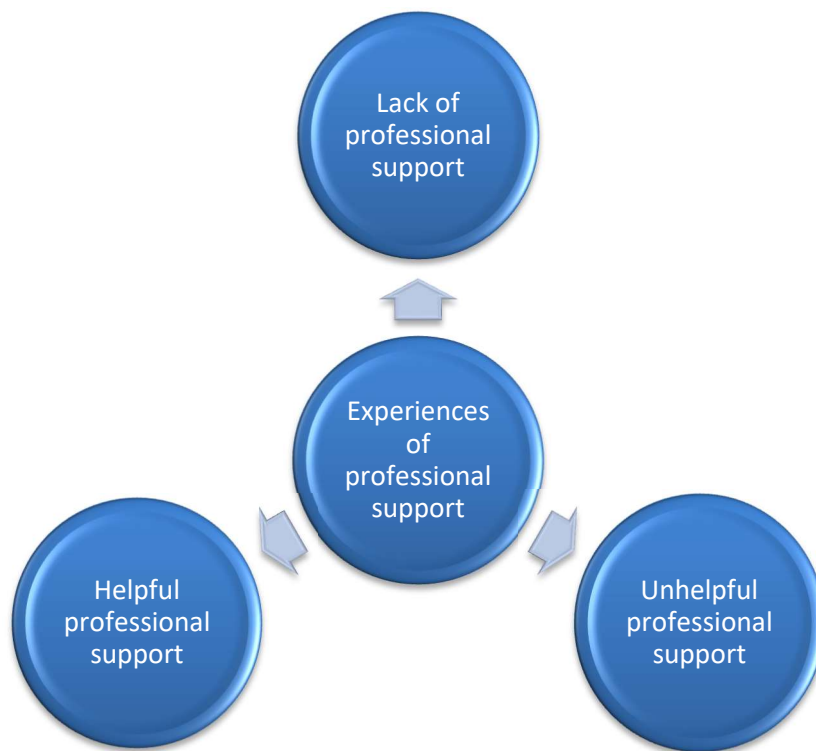 Lack of
professional
support
Experiences
of
professional
support
Helpful
professional
support
Unhelpful
professional
support